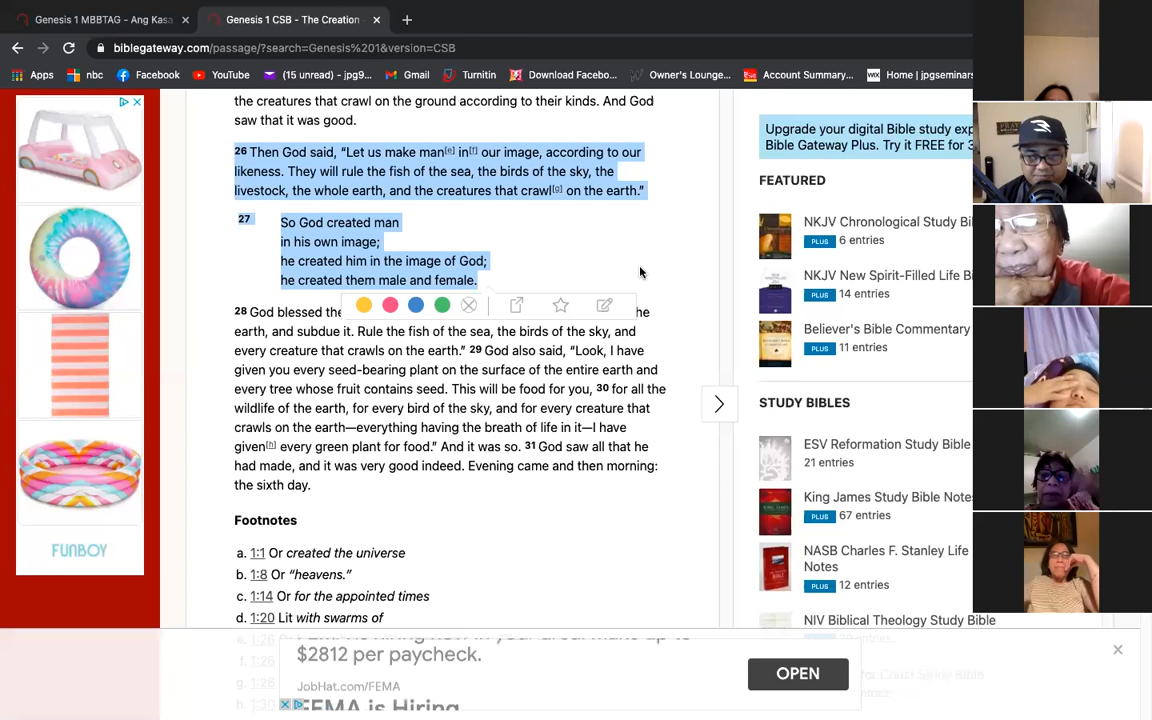 Genesis 1 MBBTAG - Ang Kasa
Genesis 1 CSB - The Creation
biblegateway.com/passage/?search=Genesis%201&version=CSB
Apps nbc Facebook YouTube (15 unread) - jpg9... Gmail Turnitin Download Facebo... Owner's Lounge... Account Summary... Home | jpgseminars
the creatures that crawl on the ground according to their kinds. And God
saw that it was good.
26 Then God said, “Let us make man[e] in[f] our image, according to our
likeness. They will rule the fish of the sea, the birds of the sky, the
livestock, the whole earth, and the creatures that crawl[g] on the earth.”
27 So God created man
in his own image;
he created him in the image of God;
he created them male and female.
28 God blessed the he
earth, and subdue it. Rule the fish of the sea, the birds of the sky, and
every creature that crawls on the earth.” 29 God also said, “Look, I have
given you every seed-bearing plant on the surface of the entire earth and
every tree whose fruit contains seed. This will be food for you, 30 for all the
wildlife of the earth, for every bird of the sky, and for every creature that
crawls on the earth—everything having the breath of life in it—I have
given[h] every green plant for food.” And it was so. 31 God saw all that he
had made, and it was very good indeed. Evening came and then morning:
the sixth day.
Footnotes
a. 1:1 Or created the universe
b. 1:8 Or “heavens.”
c. 1:14 Or for the appointed times
d. 1:20 Lit with swarms of
e. 1:26
f. 1:26
g. 1:26
h. 1:30
FUNBOY
Upgrade your digital Bible study exp
Bible Gateway Plus. Try it FREE for 3
FEATURED
NKJV Chronological Study Bi
PLUS 6 entries
NKJV New Spirit-Filled Life Bi
PLUS 14 entries
Believer's Bible Commentary
PLUS 11 entries
STUDY BIBLES
ESV Reformation Study Bible
21 entries
King James Study Bible Notes
PLUS 67 entries
NASB Charles F. Stanley Life
Notes
PLUS 12 entries
NIV Biblical Theology Study Bible
$2812 per paycheck.
JobHat.com/FEMA
FEMA is Hiring
OPEN